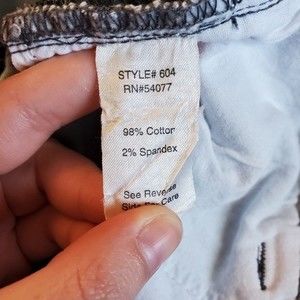 STYLE# 604
RN#54077
98% Cotton
2% Spandex
See Reverse
Side For Care